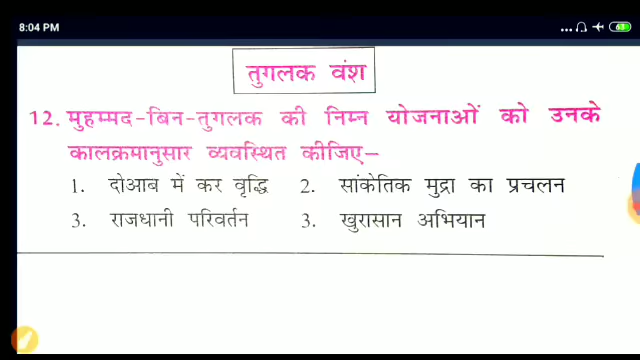 8:04 PM
63
तुगलक वंश
12. मुहम्मद-बिन-तुगलक की निम्न योजनाओं को उनके
कालक्रमानुसार व्यवस्थित कीजिए–
1. दोआब में कर वृद्धि 2. सांकेतिक मुद्रा का प्रचलन
3. राजधानी परिवर्तन 3. खुरासान अभियान